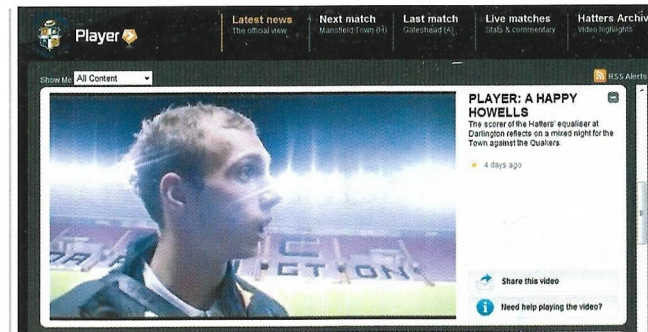 Player
Latest news
The official view
Next match
Mansfield Town (H)
Last match
Gateshead (A)
Live matches
Stats & commentary
Hatters Archiv
Video highlights
Show Me All Content
RSS Alerts
PLAYER: A HAPPY
HOWELLS
The scorer of the Hatters' equaliser at
Darlington reflects on a mixed night for the
Town against the Quakers.
4 days ago
Share this video
i Need help playing the video?